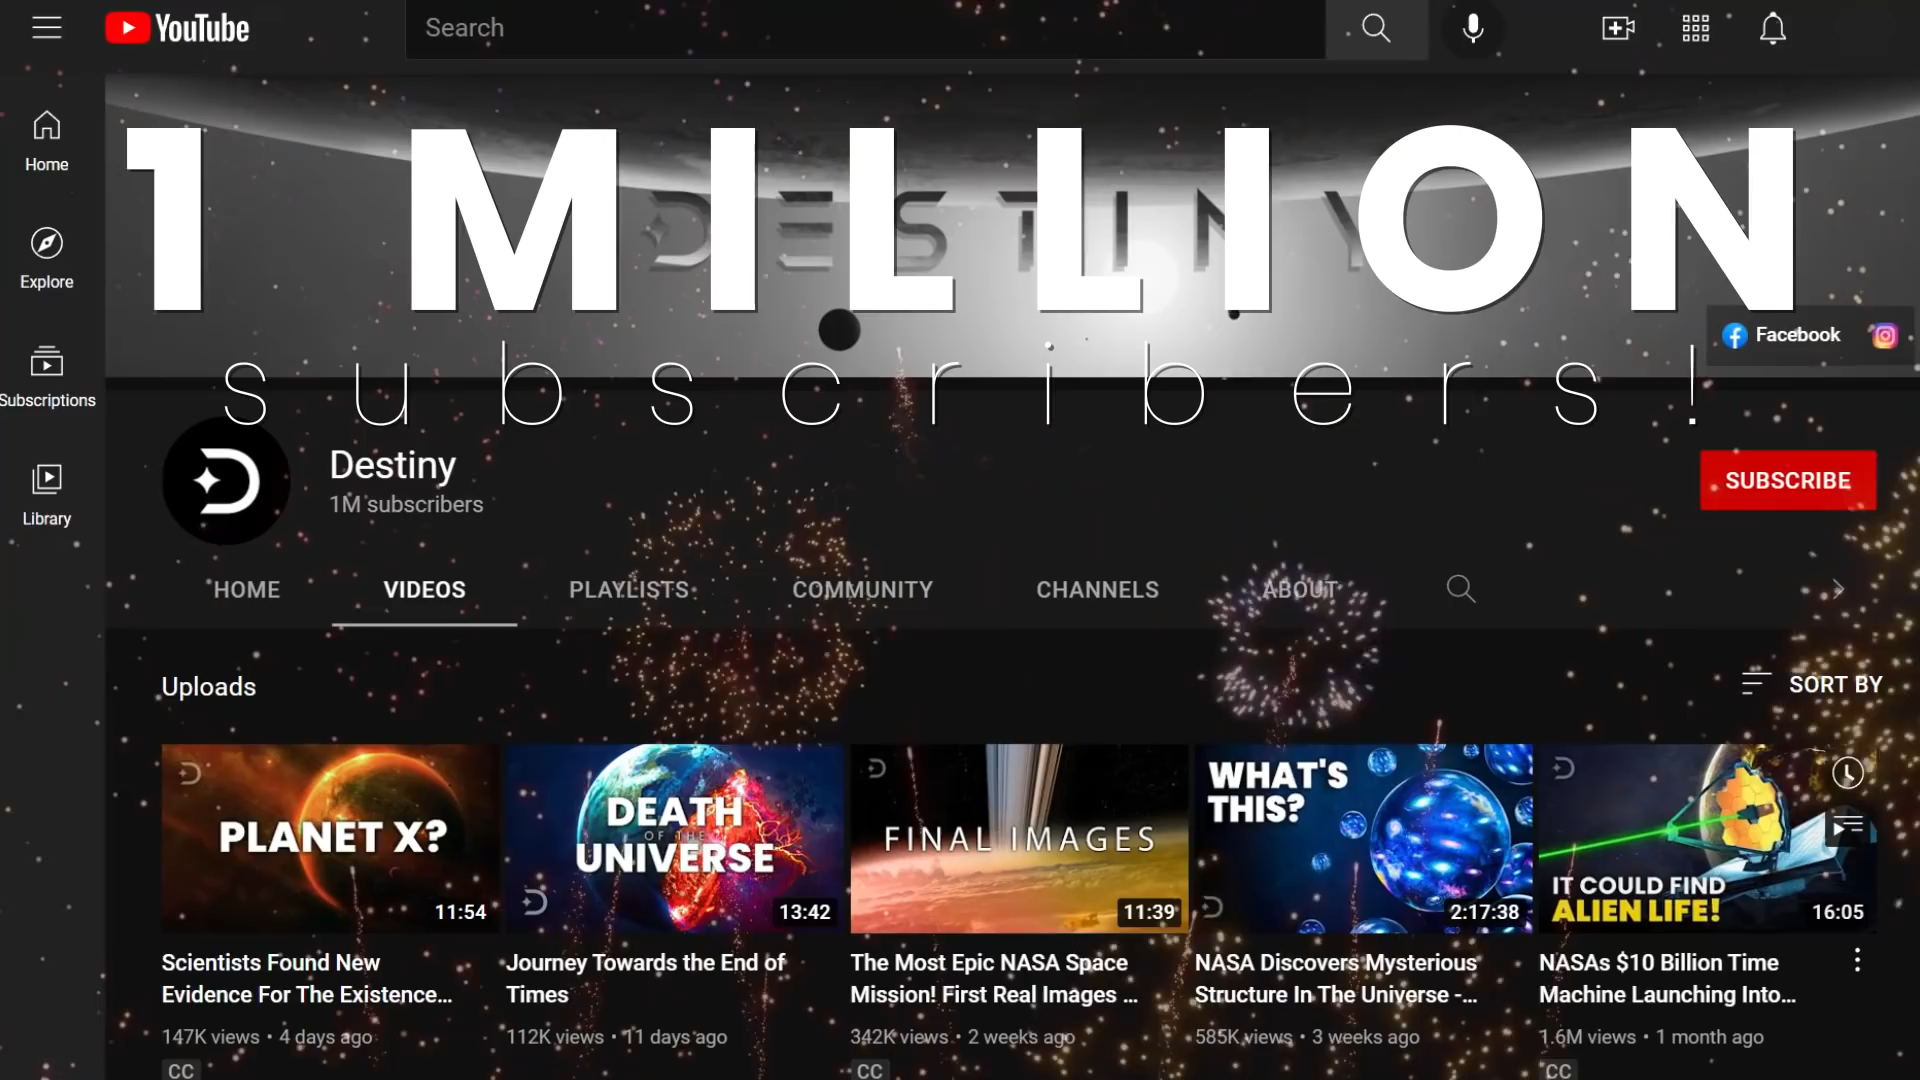 YouTube
Search
Home
Explore
Subscriptions
Library
DESTINY
1 MILLION
subscribers!
Facebook
Destiny
1M subscribers
SUBSCRIBE
HOME VIDEOS PLAYLISTS COMMUNITY CHANNELS ABOUT
Uploads
SORT BY
PLANET X?
11:54
Scientists Found New
Evidence For The Existence...
147K views • 4 days ago
CC
DEATH
OF THE
UNIVERSE
13:42
Journey Towards the End of
Times
112K views • 11 days ago
FINAL IMAGES
11:39
The Most Epic NASA Space
Mission! First Real Images ...
342K views • 2 weeks ago
CC
WHAT'S
THIS?
2:17:38
NASA Discovers Mysterious
Structure In The Universe -...
585K views • 3 weeks ago
IT COULD FIND
ALIEN LIFE!
16:05
NASAs $10 Billion Time
Machine Launching Into...
1.6M views • 1 month ago
CC